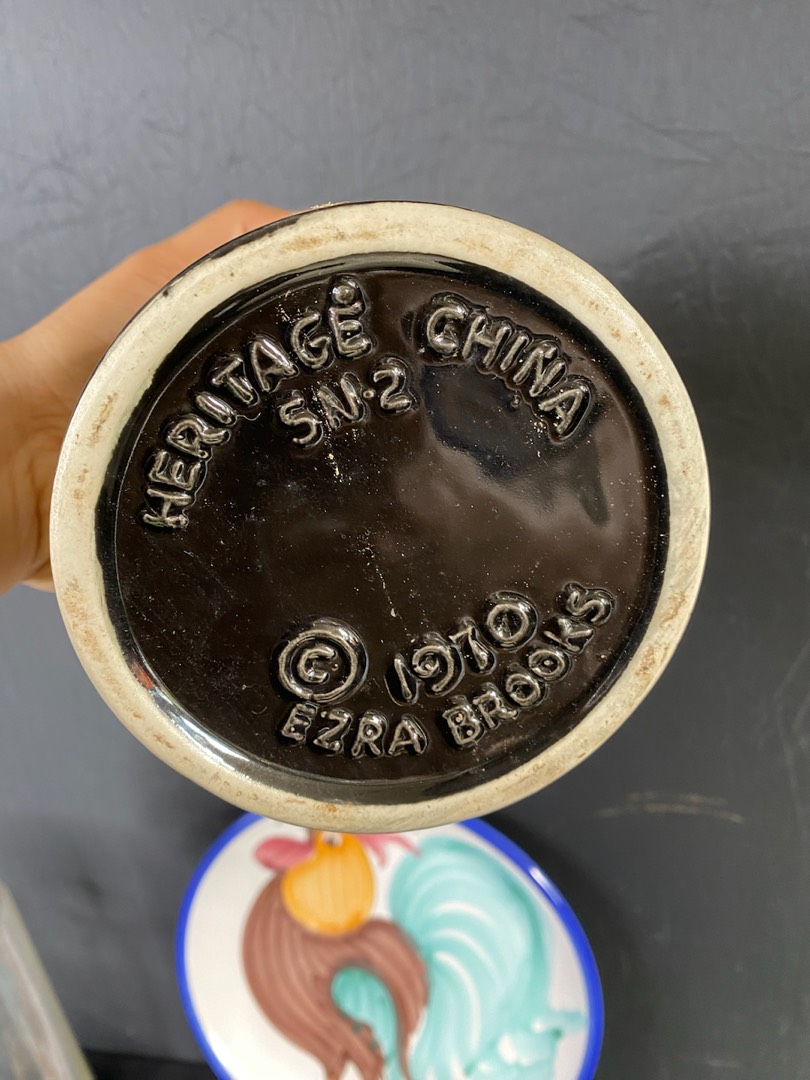 HERITAGE CHINA
SN-2
© 1970
EZRA BROOKS